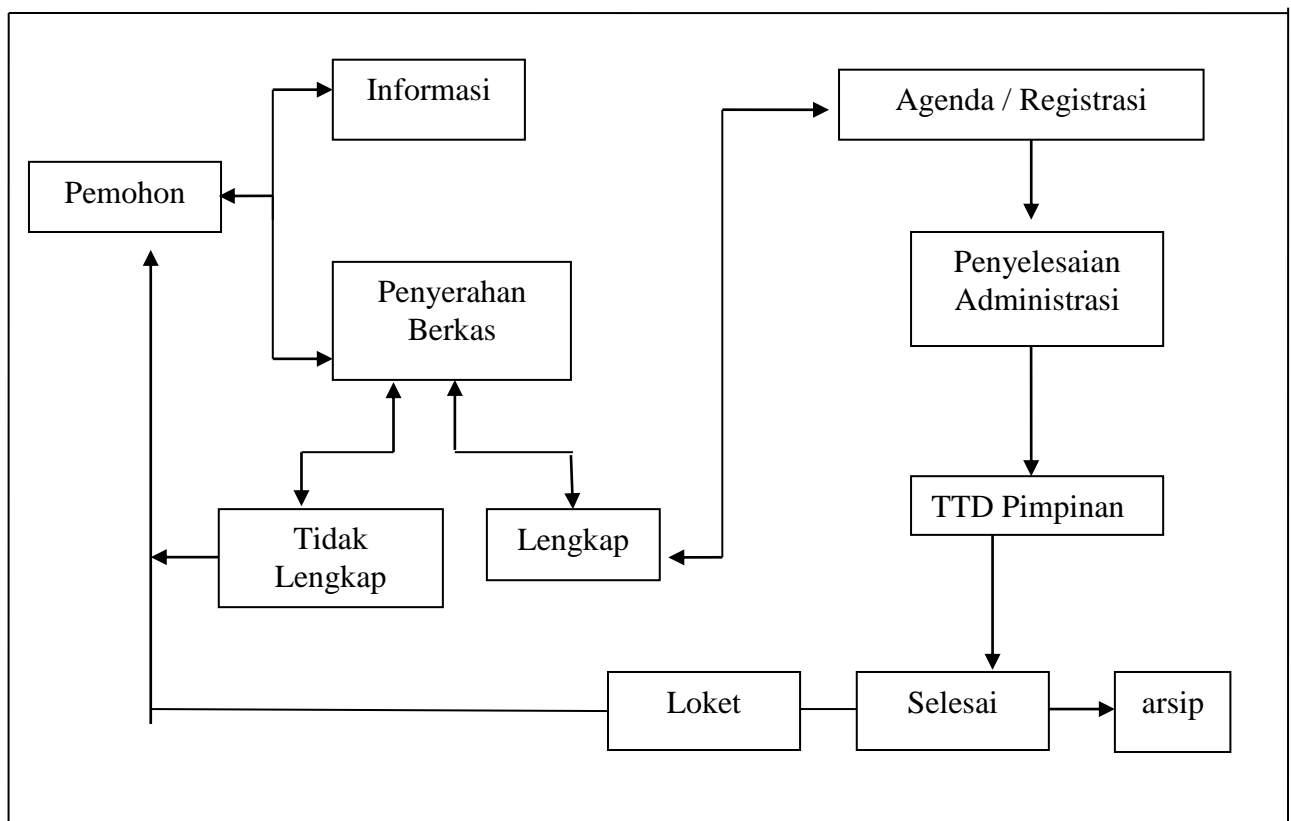 Informasi
Agenda / Registrasi
Pemohon
Penyelesaian
Administrasi
Penyerahan
Berkas
TTD Pimpinan
Tidak
Lengkap
Lengkap
Loket
Selesai
arsip